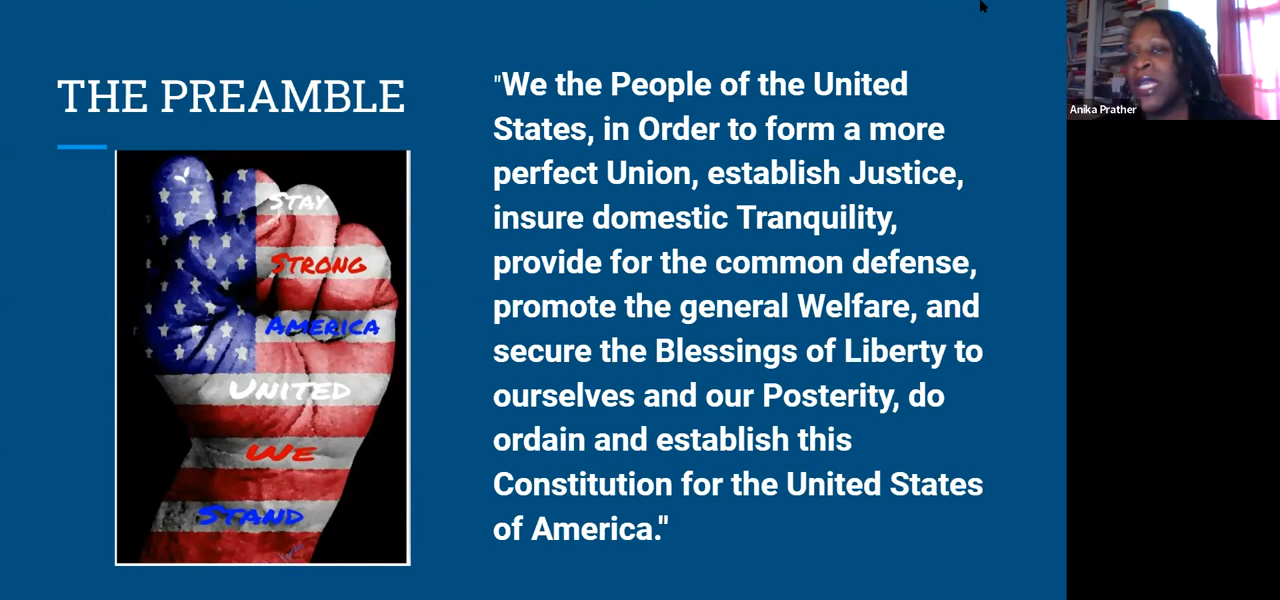 THE PREAMBLE
STAY
STRONG
AMERICA
UNITED
WE
STAND
"We the People of the United
States, in Order to form a more
perfect Union, establish Justice,
insure domestic Tranquility,
provide for the common defense,
promote the general Welfare, and
secure the Blessings of Liberty to
ourselves and our Posterity, do
ordain and establish this
Constitution for the United States
of America."
Anika Prather